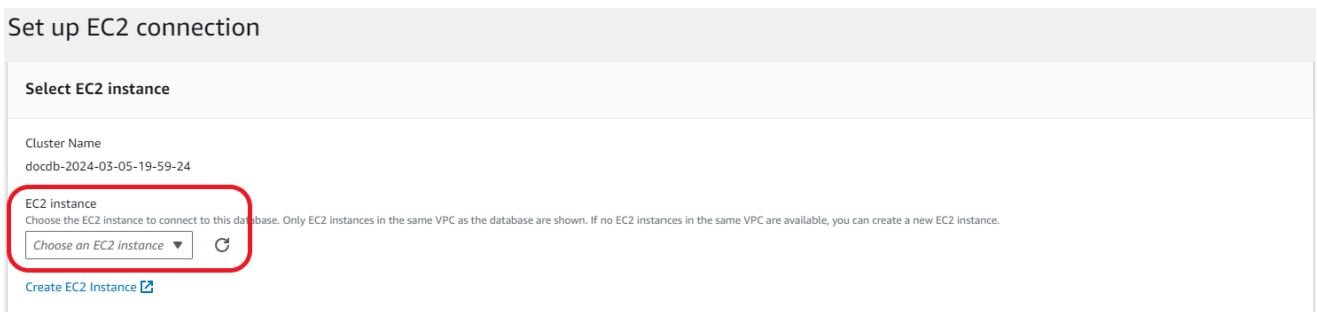 Set up EC2 connection
Select EC2 instance
Cluster Name
docdb-2024-03-05-19-59-24
EC2 instance
Choose the EC2 instance to connect to this database. Only EC2 instances in the same VPC as the database are shown. If no EC2 instances in the same VPC are available, you can create a new EC2 instance.
Choose an EC2 instance
Create EC2 Instance